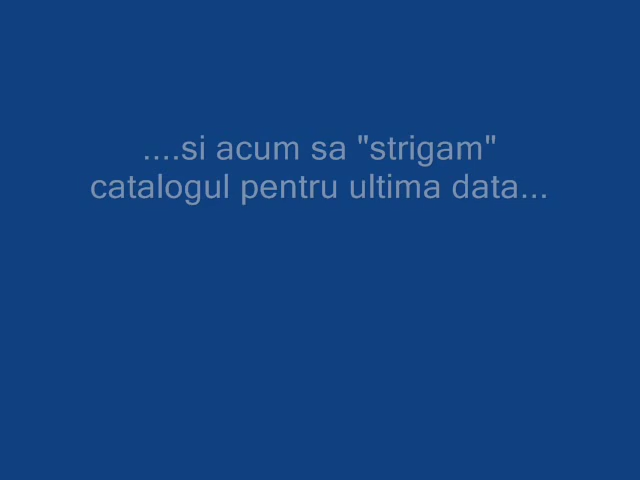 ....si acum sa "strigam"
catalogul pentru ultima data...